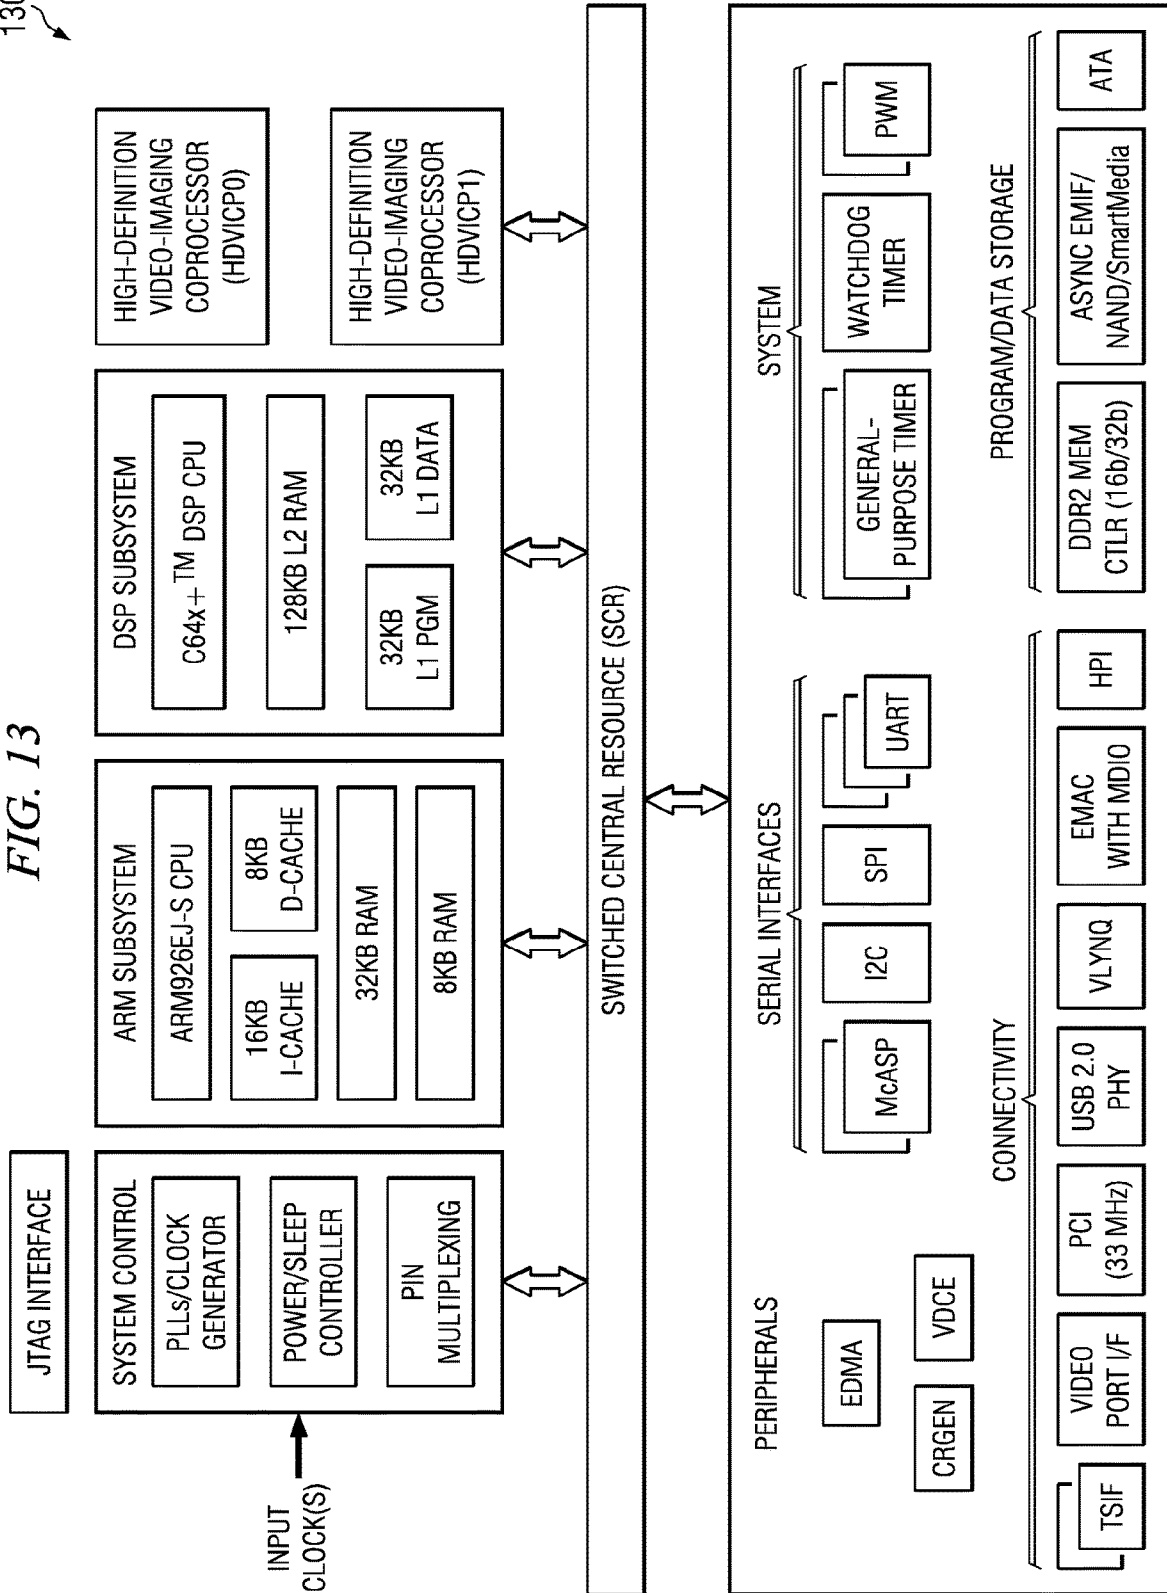 FIG. 13
130
JTAG INTERFACE
INPUT
CLOCK(S)
SYSTEM CONTROL
PLLs/CLOCK
GENERATOR
POWER/SLEEP
CONTROLLER
PIN
MULTIPLEXING
ARM SUBSYSTEM
ARM926EJ-S CPU
16KB
I-CACHE
8KB
D-CACHE
32KB RAM
8KB RAM
DSP SUBSYSTEM
C64x+TM DSP CPU
128KB L2 RAM
32KB
L1 PGM
32KB
L1 DATA
HIGH-DEFINITION
VIDEO-IMAGING
COPROCESSOR
(HDVICP0)
HIGH-DEFINITION
VIDEO-IMAGING
COPROCESSOR
(HDVICP1)
SWITCHED CENTRAL RESOURCE (SCR)
PERIPHERALS
EDMA
CRGEN
VDCE
SERIAL INTERFACES
McASP
I2C
SPI
UART
SYSTEM
GENERAL-
PURPOSE TIMER
WATCHDOG
TIMER
PWM
CONNECTIVITY
TSIF
VIDEO
PORT I/F
PCI
(33 MHz)
USB 2.0
PHY
VLYNQ
EMAC
WITH MDIO
HPI
PROGRAM/DATA STORAGE
DDR2 MEM
CTLR (16b/32b)
ASYNC EMIF/
NAND/SmartMedia
ATA